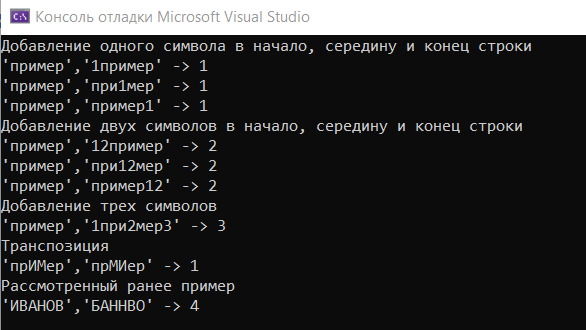 C:\ Консоль отладки Microsoft Visual Studio
Добавление одного символа в начало, середину и конец строки
'пример','1пример' -> 1
'пример','при1мер' -> 1
'пример','пример1' -> 1
Добавление двух символов в начало, середину и конец строки
'пример','12пример' -> 2
'пример','при12мер' -> 2
'пример','пример12' -> 2
Добавление трех символов
'пример','1при2мер3' -> 3
Транспозиция
'прИМер','прМИер' -> 1
Рассмотренный ранее пример
'ИВАНОВ','БАННВО' -> 4